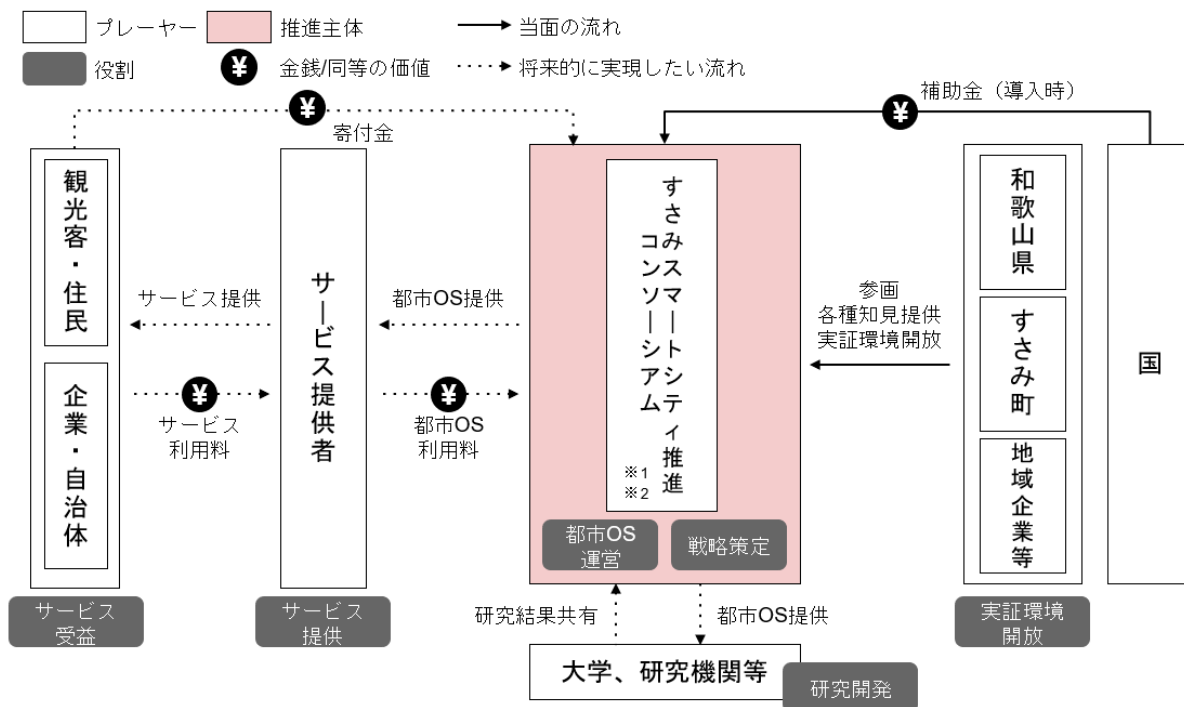 プレーヤー
推進主体
当面の流れ
役割
¥
金銭/同等の価値
将来的に実現したい流れ
¥
寄付金
¥
補助金（導入時）
観光客・住民
企業・自治体
サービス
受益
サービス提供
¥
サービス
利用料
サービス提供者
サービス
提供
都市OS提供
¥
都市OS
利用料
すさみスマートシティ推進
コンソーシアム
※1
※2
都市OS
運営
戦略策定
参画
各種知見提供
実証環境開放
和歌山県
すさみ町
地域企業等
実証環境
開放
国
研究結果共有
都市OS提供
大学、研究機関等
研究開発